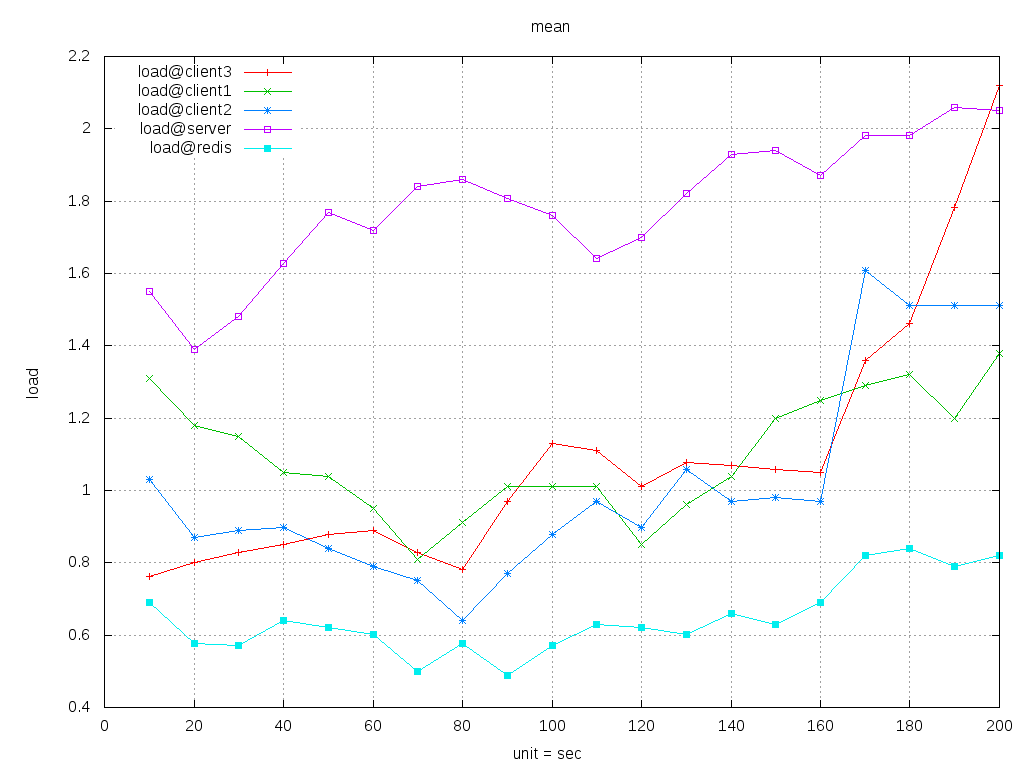 mean
2.2
2
1.8
1.6
1.4
1.2
1
0.8
0.6
0.4
load
load@client3
load@client1
load@client2
load@server
load@redis
0 20 40 60 80 100 120 140 160 180 200
unit = sec